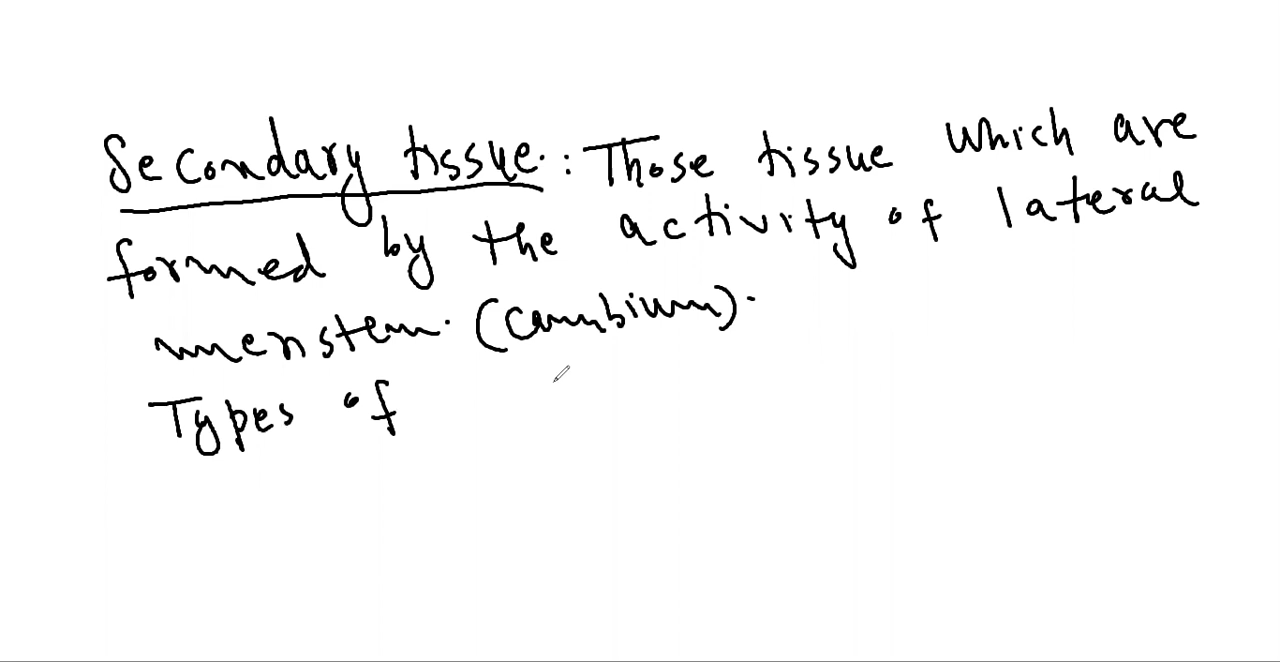 Secondary tissue. : Those tissue which are
formed by the activity of lateral
meristem. (cambium).
Types of